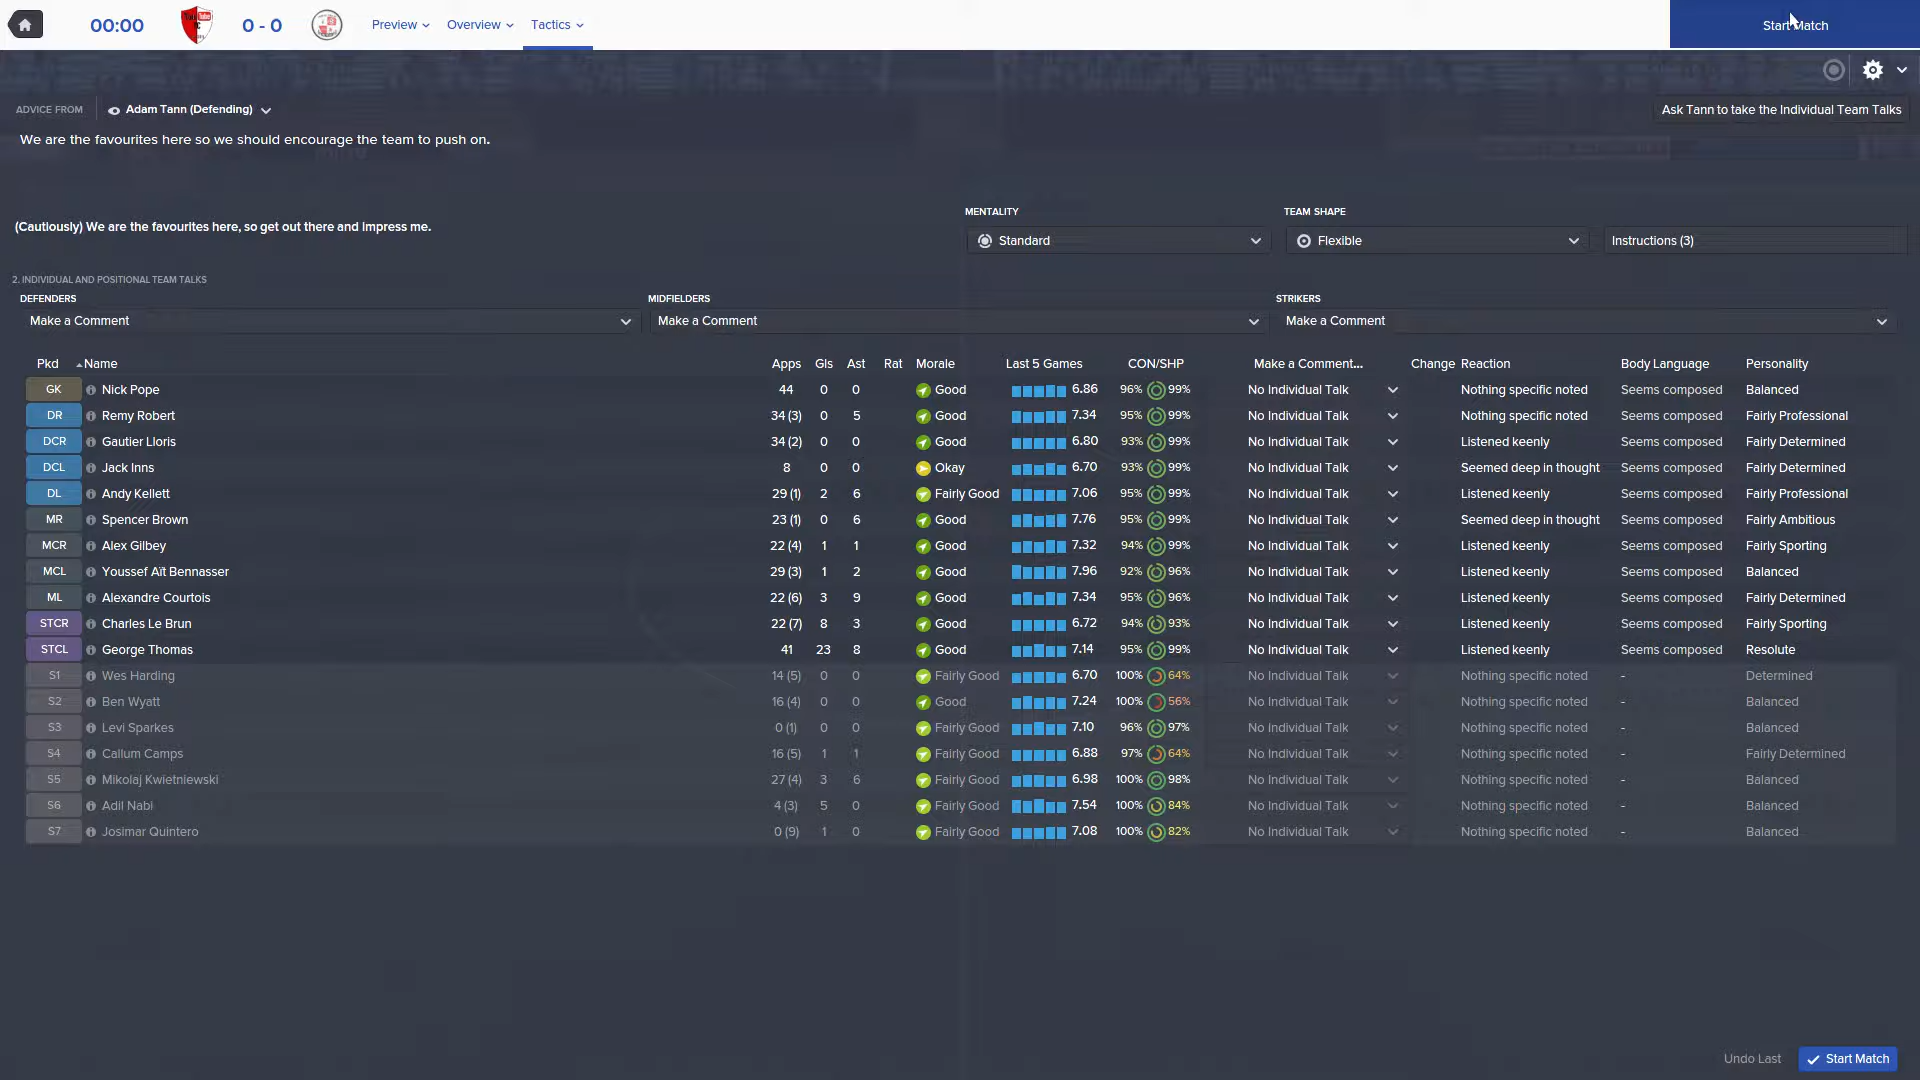 00:00 0 - 0 Preview Overview Tactics Start Match
ADVICE FROM Adam Tann (Defending) Ask Tann to take the Individual Team Talks
We are the favourites here so we should encourage the team to push on.
MENTALITY TEAM SHAPE
(Cautiously) We are the favourites here, so get out there and impress me. Standard Flexible Instructions (3)
2. INDIVIDUAL AND POSITIONAL TEAM TALKS
DEFENDERS MIDFIELDERS STRIKERS
Make a Comment Make a Comment Make a Comment
Pkd Name Apps Gls Ast Rat Morale Last 5 Games CON/SHP Make a Comment... Change Reaction Body Language Personality
GK Nick Pope 44 0 0 Good 6.86 96% 99% No Individual Talk Nothing specific noted Seems composed Balanced
DR Remy Robert 34 (3) 0 5 Good 7.34 95% 99% No Individual Talk Nothing specific noted Seems composed Fairly Professional
DCR Gautier Lloris 34 (2) 0 0 Good 6.80 93% 99% No Individual Talk Listened keenly Seems composed Fairly Determined
DCL Jack Inns 8 0 0 Okay 6.70 93% 99% No Individual Talk Seemed deep in thought Seems composed Fairly Determined
DL Andy Kellett 29 (1) 2 6 Fairly Good 7.06 95% 99% No Individual Talk Listened keenly Seems composed Fairly Professional
MR Spencer Brown 23 (1) 0 6 Good 7.76 95% 99% No Individual Talk Seemed deep in thought Seems composed Fairly Ambitious
MCR Alex Gilbey 22 (4) 1 1 Good 7.32 94% 99% No Individual Talk Listened keenly Seems composed Fairly Sporting
MCL Youssef Aït Bennasser 29 (3) 1 2 Good 7.96 92% 96% No Individual Talk Listened keenly Seems composed Balanced
ML Alexandre Courtois 22 (6) 3 9 Good 7.34 95% 96% No Individual Talk Listened keenly Seems composed Fairly Determined
STCR Charles Le Brun 22 (7) 8 3 Good 6.72 94% 93% No Individual Talk Listened keenly Seems composed Fairly Sporting
STCL George Thomas 41 23 8 Good 7.14 95% 99% No Individual Talk Listened keenly Seems composed Resolute
S1 Wes Harding 14 (5) 0 0 Fairly Good 6.70 100% 64% No Individual Talk Nothing specific noted - Determined
S2 Ben Wyatt 16 (4) 0 0 Good 7.24 100% 56% No Individual Talk Nothing specific noted - Balanced
S3 Levi Sparkes 0 (1) 0 0 Fairly Good 7.10 96% 97% No Individual Talk Nothing specific noted - Balanced
S4 Callum Camps 16 (5) 1 1 Fairly Good 6.88 97% 64% No Individual Talk Nothing specific noted - Fairly Determined
S5 Mikolaj Kwietniewski 27 (4) 3 6 Fairly Good 6.98 100% 98% No Individual Talk Nothing specific noted - Balanced
S6 Adil Nabi 4 (3) 5 0 Fairly Good 7.54 100% 84% No Individual Talk Nothing specific noted - Balanced
S7 Josimar Quintero 0 (9) 1 0 Fairly Good 7.08 100% 82% No Individual Talk Nothing specific noted - Balanced
Undo Last Start Match